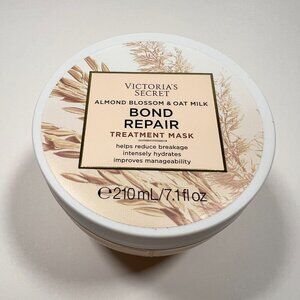 VICTORIA'S
SECRET
ALMOND BLOSSOM & OAT MILK
BOND
REPAIR
TREATMENT MASK
helps reduce breakage
intensely hydrates
improves manageability
℮210mL/7.1fl oz